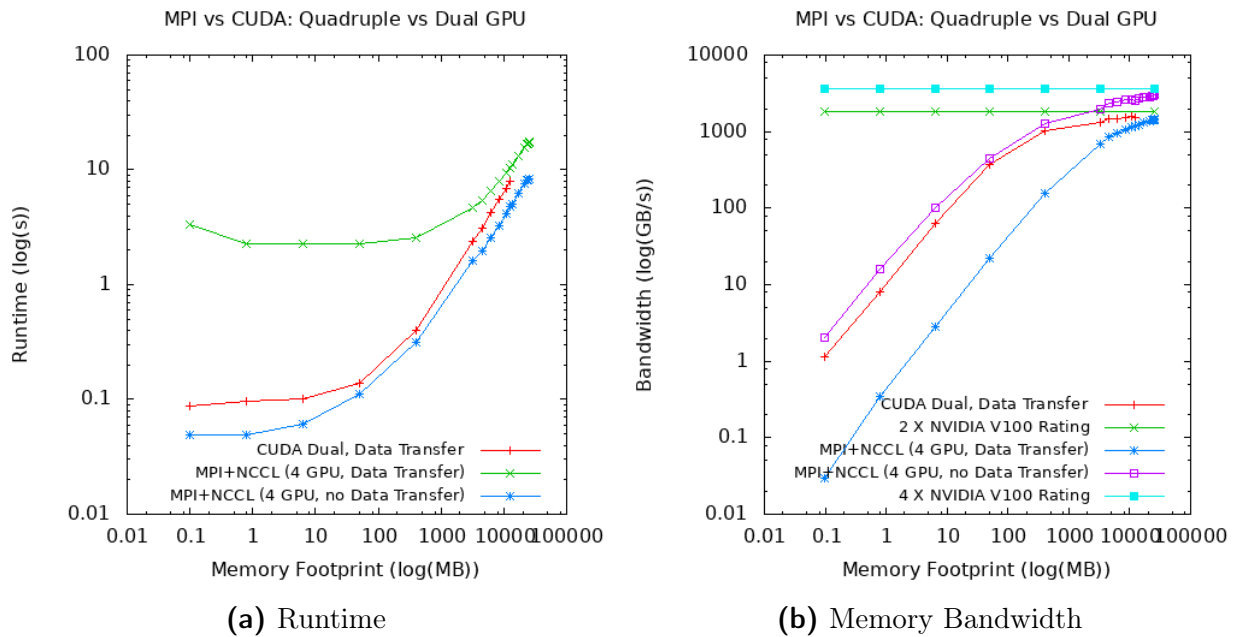 MPI vs CUDA: Quadruple vs Dual GPU
100
10
1
0.1
0.01
0.01
0.1
1
10
100
1000
10000
100000
Runtime (log(s))
Memory Footprint (log(MB))
CUDA Dual, Data Transfer
MPI+NCCL (4 GPU, Data Transfer)
MPI+NCCL (4 GPU, no Data Transfer)
(a) Runtime
MPI vs CUDA: Quadruple vs Dual GPU
10000
1000
100
10
1
0.1
0.01
0.01
0.1
1
10
100
1000
10000
100000
Bandwidth (log(GB/s))
Memory Footprint (log(MB))
CUDA Dual, Data Transfer
2 X NVIDIA V100 Rating
MPI+NCCL (4 GPU, Data Transfer)
MPI+NCCL (4 GPU, no Data Transfer)
4 X NVIDIA V100 Rating
(b) Memory Bandwidth